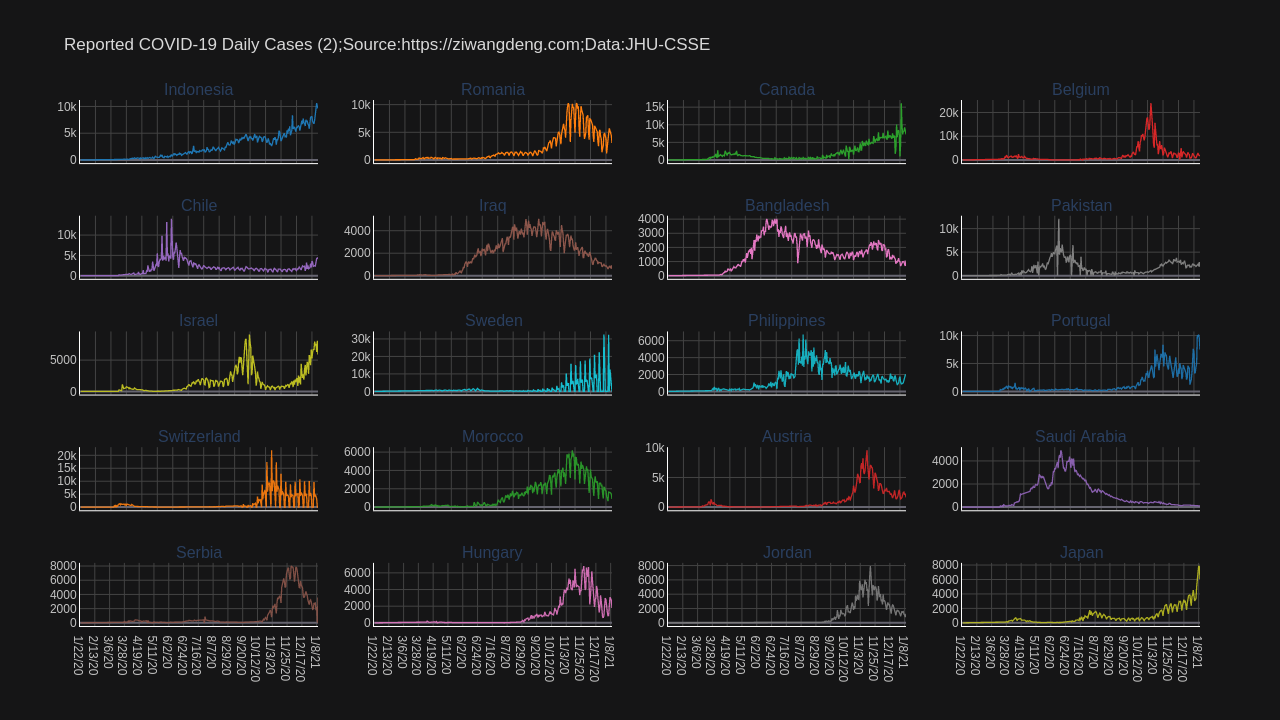 Reported COVID-19 Daily Cases (2);Source:https://ziwangdeng.com;Data:JHU-CSSE
Indonesia
10k
5k
0
Romania
10k
5k
0
Canada
15k
10k
5k
0
Belgium
20k
10k
0
Chile
10k
5k
0
Iraq
4000
2000
0
Bangladesh
4000
3000
2000
1000
0
Pakistan
10k
5k
0
Israel
5000
0
Sweden
30k
20k
10k
0
Philippines
6000
4000
2000
0
Portugal
10k
5k
0
Switzerland
20k
15k
10k
5k
0
Morocco
6000
4000
2000
0
Austria
10k
5k
0
Saudi Arabia
4000
2000
0
Serbia
8000
6000
4000
2000
0
Hungary
6000
4000
2000
0
Jordan
8000
6000
4000
2000
0
Japan
8000
6000
4000
2000
0
1/22/20 2/13/20 3/6/20 3/28/20 4/19/20 5/11/20 6/2/20 6/24/20 7/16/20 8/7/20 8/29/20 9/20/20 10/12/20 11/3/20 11/25/20 12/17/20 1/8/21
1/22/20 2/13/20 3/6/20 3/28/20 4/19/20 5/11/20 6/2/20 6/24/20 7/16/20 8/7/20 8/29/20 9/20/20 10/12/20 11/3/20 11/25/20 12/17/20 1/8/21
1/22/20 2/13/20 3/6/20 3/28/20 4/19/20 5/11/20 6/2/20 6/24/20 7/16/20 8/7/20 8/29/20 9/20/20 10/12/20 11/3/20 11/25/20 12/17/20 1/8/21
1/22/20 2/13/20 3/6/20 3/28/20 4/19/20 5/11/20 6/2/20 6/24/20 7/16/20 8/7/20 8/29/20 9/20/20 10/12/20 11/3/20 11/25/20 12/17/20 1/8/21